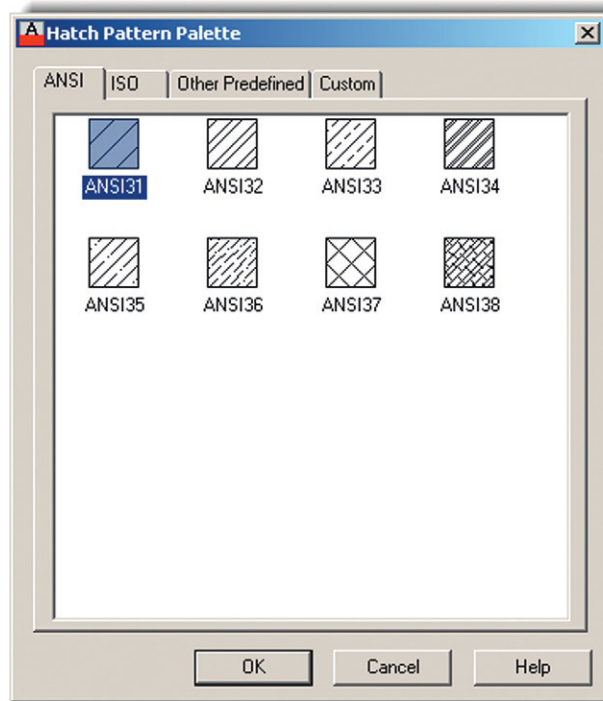 Hatch Pattern Palette
ANSI ISO Other Predefined Custom
ANSI31 ANSI32 ANSI33 ANSI34
ANSI35 ANSI36 ANSI37 ANSI38
OK Cancel Help